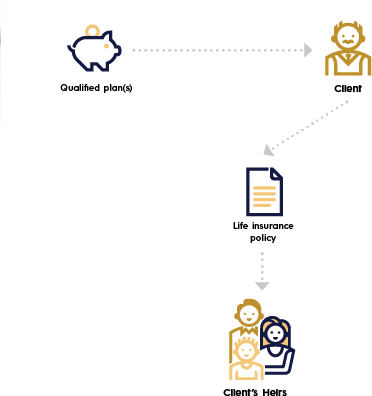 Qualified plan(s)
Client
Life insurance
policy
Client's Heirs